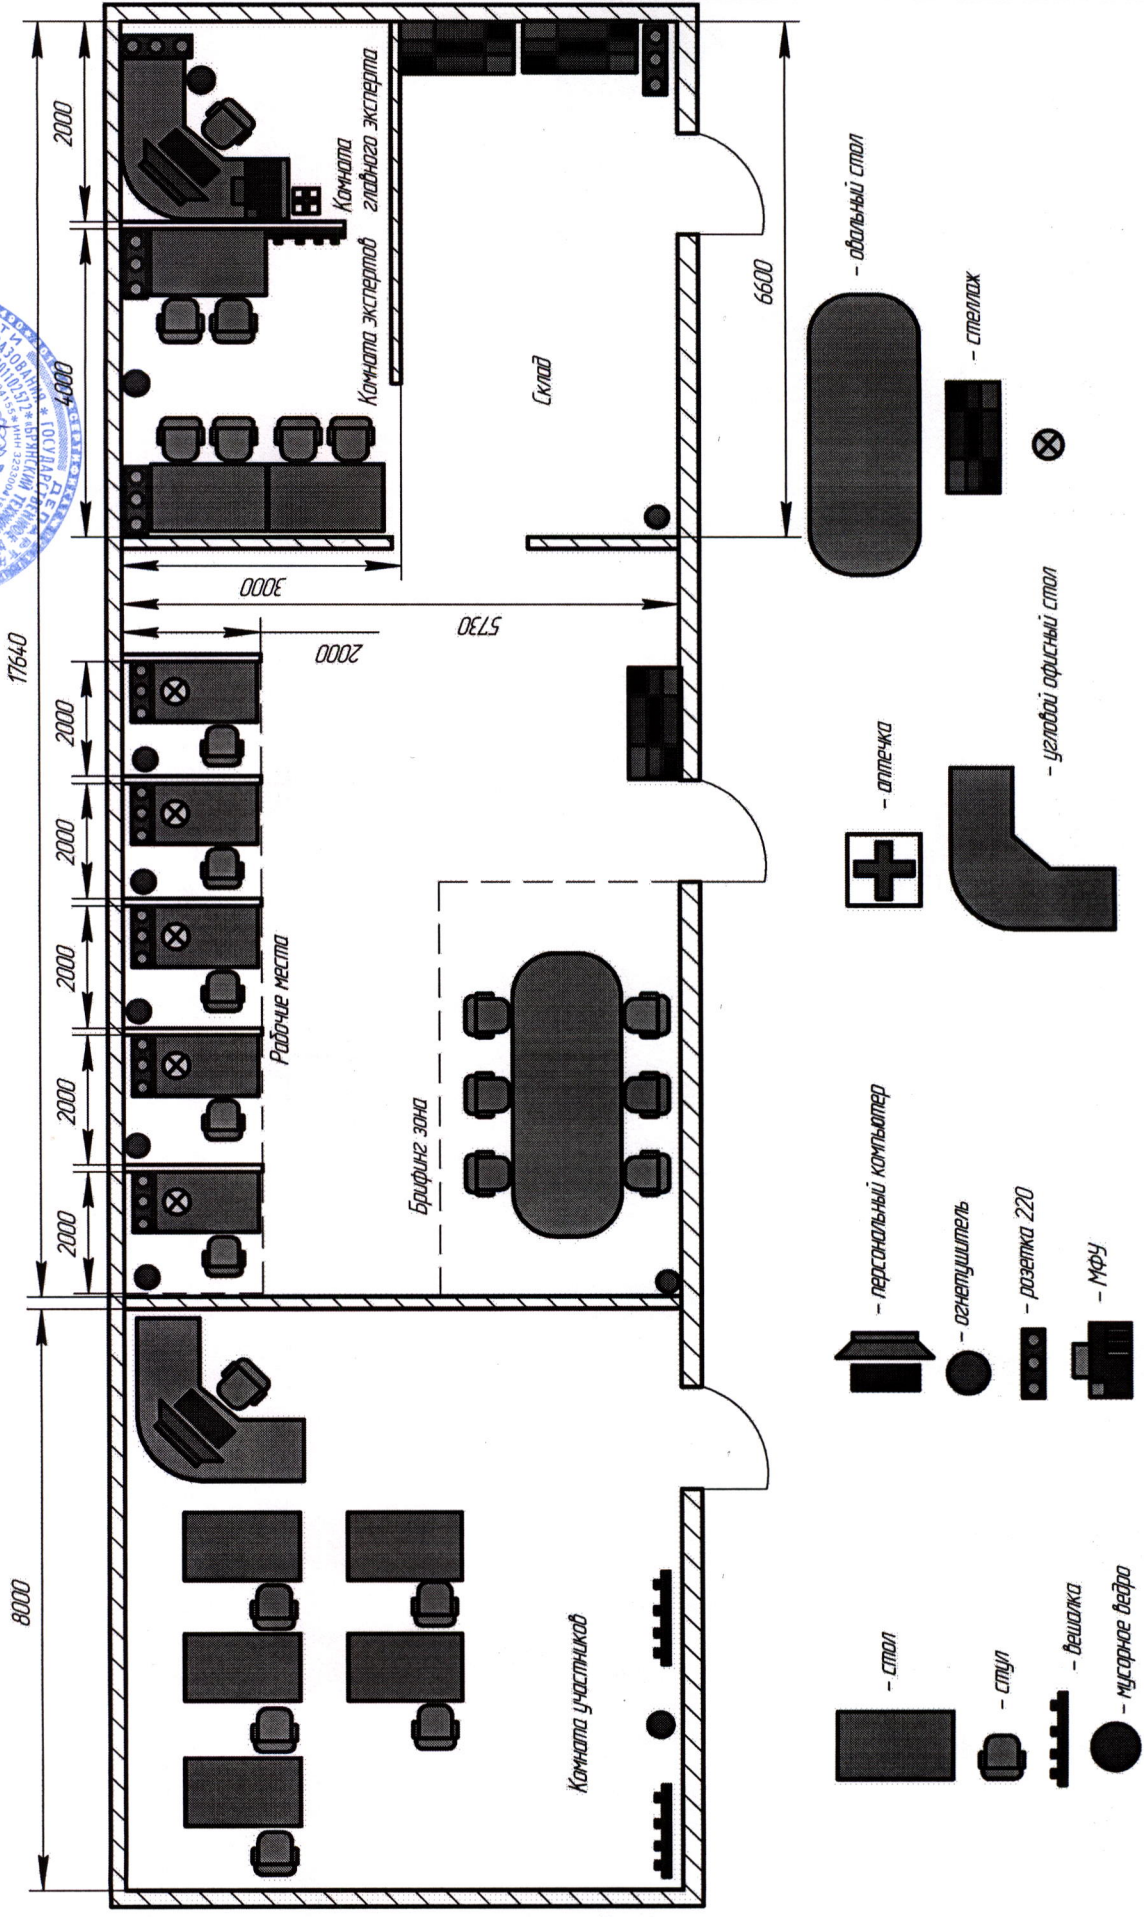 8000
17640
2000
2000
2000
2000
2000
4000
2000
2000
3000
5730
6600
Комната участников
Рабочие места
Брифинг зона
Комната экспертов
Комната
главного эксперта
Склад
– стол
– стул
– вешалка
– мусорное ведро
– персональный компьютер
– огнетушитель
– розетка 220
– МФУ
– аптечка
– угловой офисный стол
– овальный стол
– стеллаж